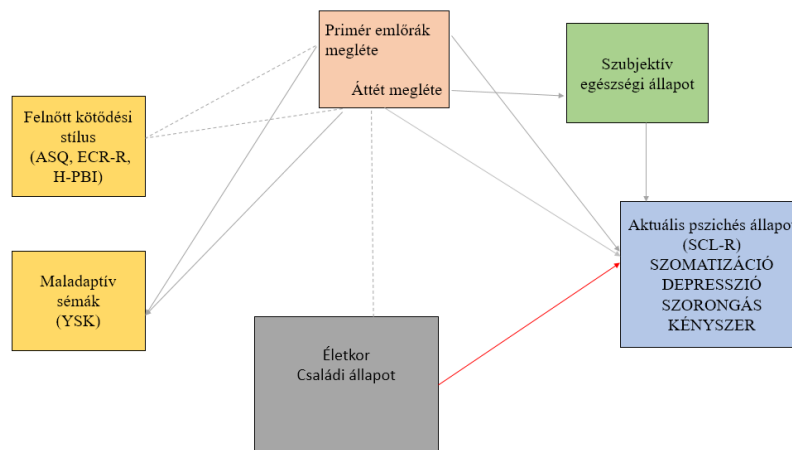 Primér emlőrák
megléte
Áttét megléte
Szubjektív
egészségi állapot
Felnőtt kötődési
stílus
(ASQ, ECR-R,
H-PBI)
Maladaptív
sémák
(YSK)
Életkor
Családi állapot
Aktuális pszichés állapot
(SCL-R)
SZOMATIZÁCIÓ
DEPRESSZIÓ
SZORONGÁS
KÉNYSZER